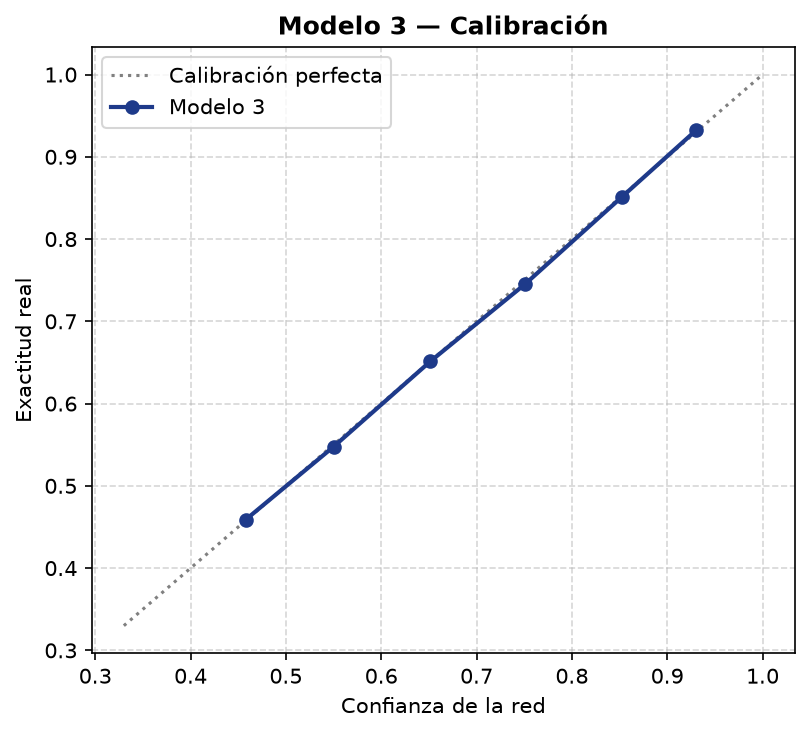 Modelo 3 — Calibración
Calibración perfecta
Modelo 3
Exactitud real
1.0
0.9
0.8
0.7
0.6
0.5
0.4
0.3
0.3 0.4 0.5 0.6 0.7 0.8 0.9 1.0
Confianza de la red